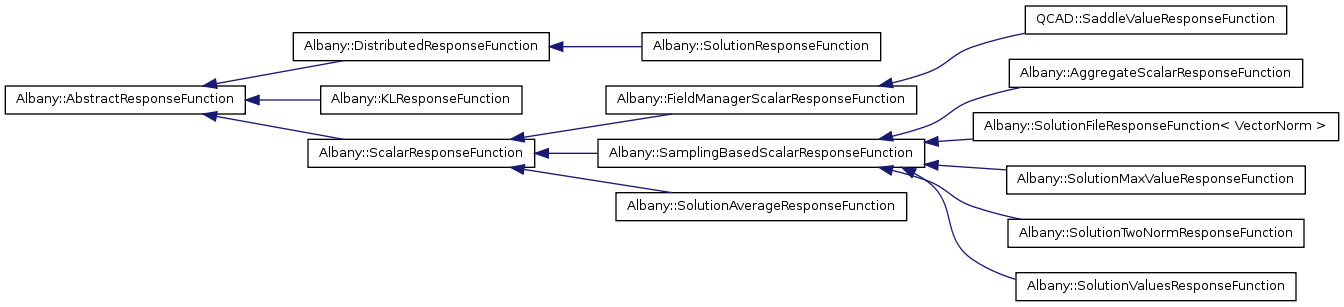 QCAD::SaddleValueResponseFunction
Albany::DistributedResponseFunction
Albany::SolutionResponseFunction
Albany::AggregateScalarResponseFunction
Albany::AbstractResponseFunction
Albany::KLResponseFunction
Albany::FieldManagerScalarResponseFunction
Albany::SolutionFileResponseFunction< VectorNorm >
Albany::ScalarResponseFunction
Albany::SamplingBasedScalarResponseFunction
Albany::SolutionMaxValueResponseFunction
Albany::SolutionAverageResponseFunction
Albany::SolutionTwoNormResponseFunction
Albany::SolutionValuesResponseFunction